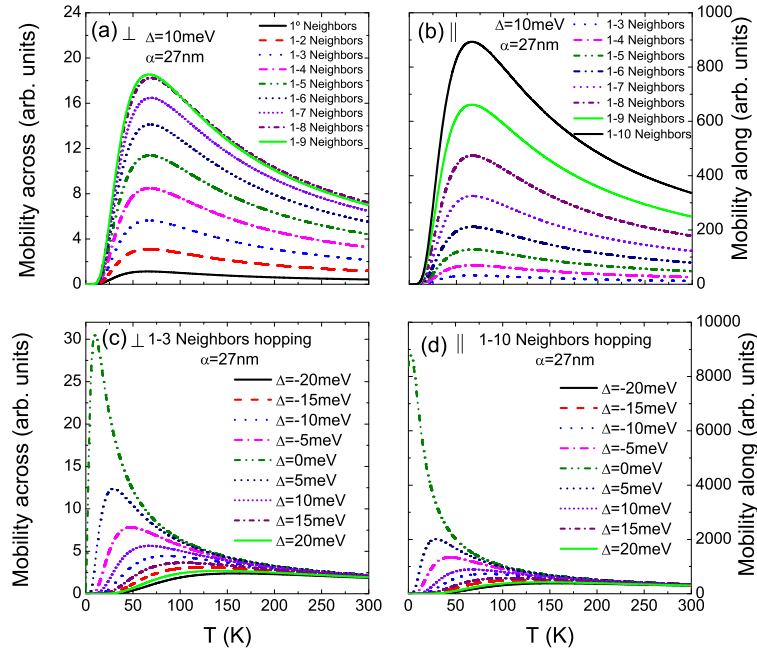 (a) ⊥ Δ=10meV
α=27nm
1º Neighbors
1-2 Neighbors
1-3 Neighbors
1-4 Neighbors
1-5 Neighbors
1-6 Neighbors
1-7 Neighbors
1-8 Neighbors
1-9 Neighbors
24
20
16
12
8
4
0
Mobility across (arb. units)
(b) || Δ=10meV
α=27nm
1-3 Neighbors
1-4 Neighbors
1-5 Neighbors
1-6 Neighbors
1-7 Neighbors
1-8 Neighbors
1-9 Neighbors
1-10 Neighbors
1000
800
600
400
200
0
Mobility along (arb. units)
(c) ⊥ 1-3 Neighbors hopping
α=27nm
Δ=-20meV
Δ=-15meV
Δ=-10meV
Δ=-5meV
Δ=0meV
Δ=5meV
Δ=10meV
Δ=15meV
Δ=20meV
30
25
20
15
10
5
0
Mobility across (arb. units)
0 50 100 150 200 250 300
T (K)
(d) || 1-10 Neighbors hopping
α=27nm
Δ=-20meV
Δ=-15meV
Δ=-10meV
Δ=-5meV
Δ=0meV
Δ=5meV
Δ=10meV
Δ=15meV
Δ=20meV
10000
8000
6000
4000
2000
0
Mobility along (arb. units)
0 50 100 150 200 250 300
T (K)